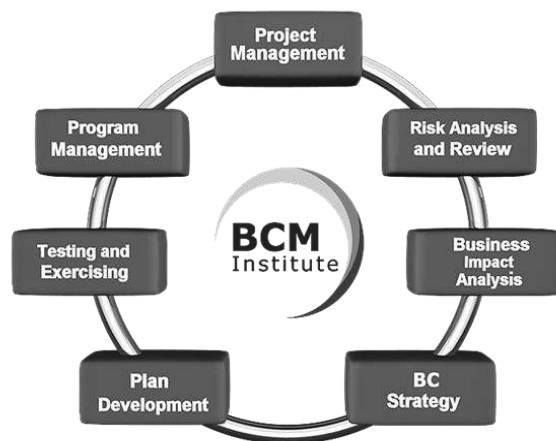 Project
Management
Risk Analysis
and Review
Business
Impact
Analysis
BC
Strategy
Plan
Development
Testing and
Exercising
Program
Management
BCM
Institute